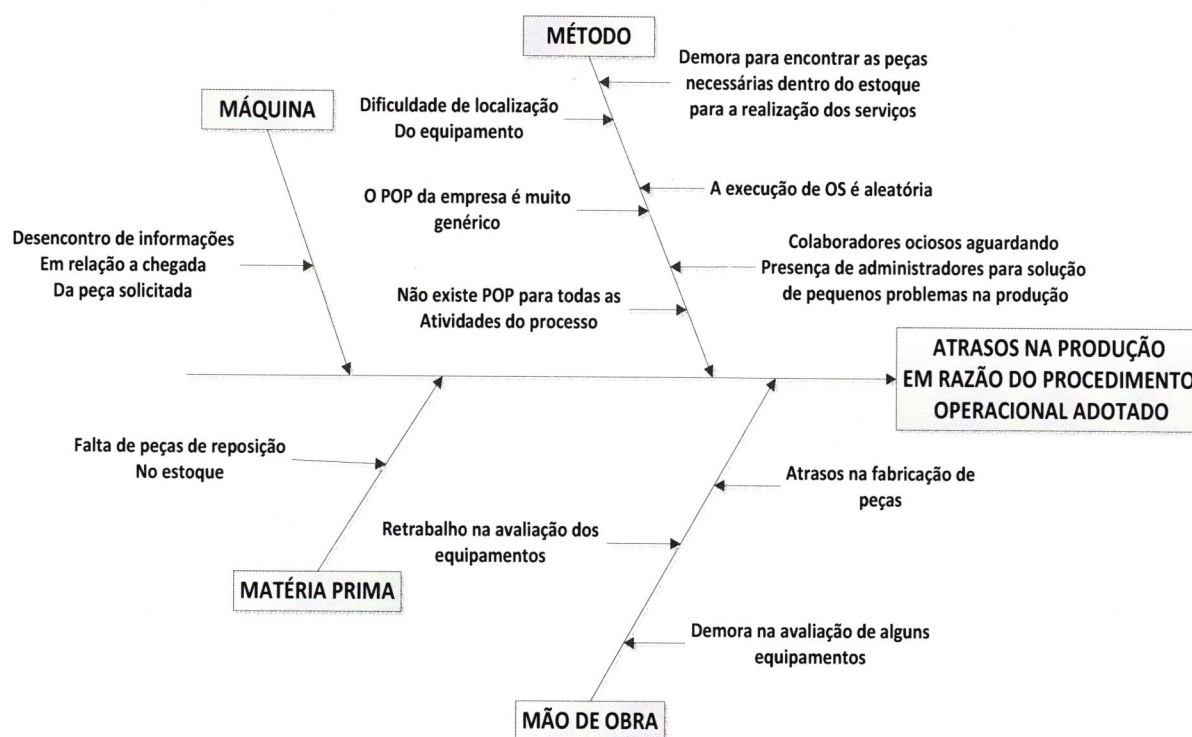 MÉTODO
Demora para encontrar as peças
necessárias dentro do estoque
para a realização dos serviços
MÁQUINA
Dificuldade de localização
Do equipamento
A execução de OS é aleatória
O POP da empresa é muito
genérico
Desencontro de informações
Em relação a chegada
Da peça solicitada
Colaboradores ociosos aguardando
Presença de administradores para solução
de pequenos problemas na produção
Não existe POP para todas as
Atividades do processo
ATRASOS NA PRODUÇÃO
EM RAZÃO DO PROCEDIMENTO
OPERACIONAL ADOTADO
Falta de peças de reposição
No estoque
Atrasos na fabricação de
peças
Retrabalho na avaliação dos
equipamentos
MATÉRIA PRIMA
Demora na avaliação de alguns
equipamentos
MÃO DE OBRA